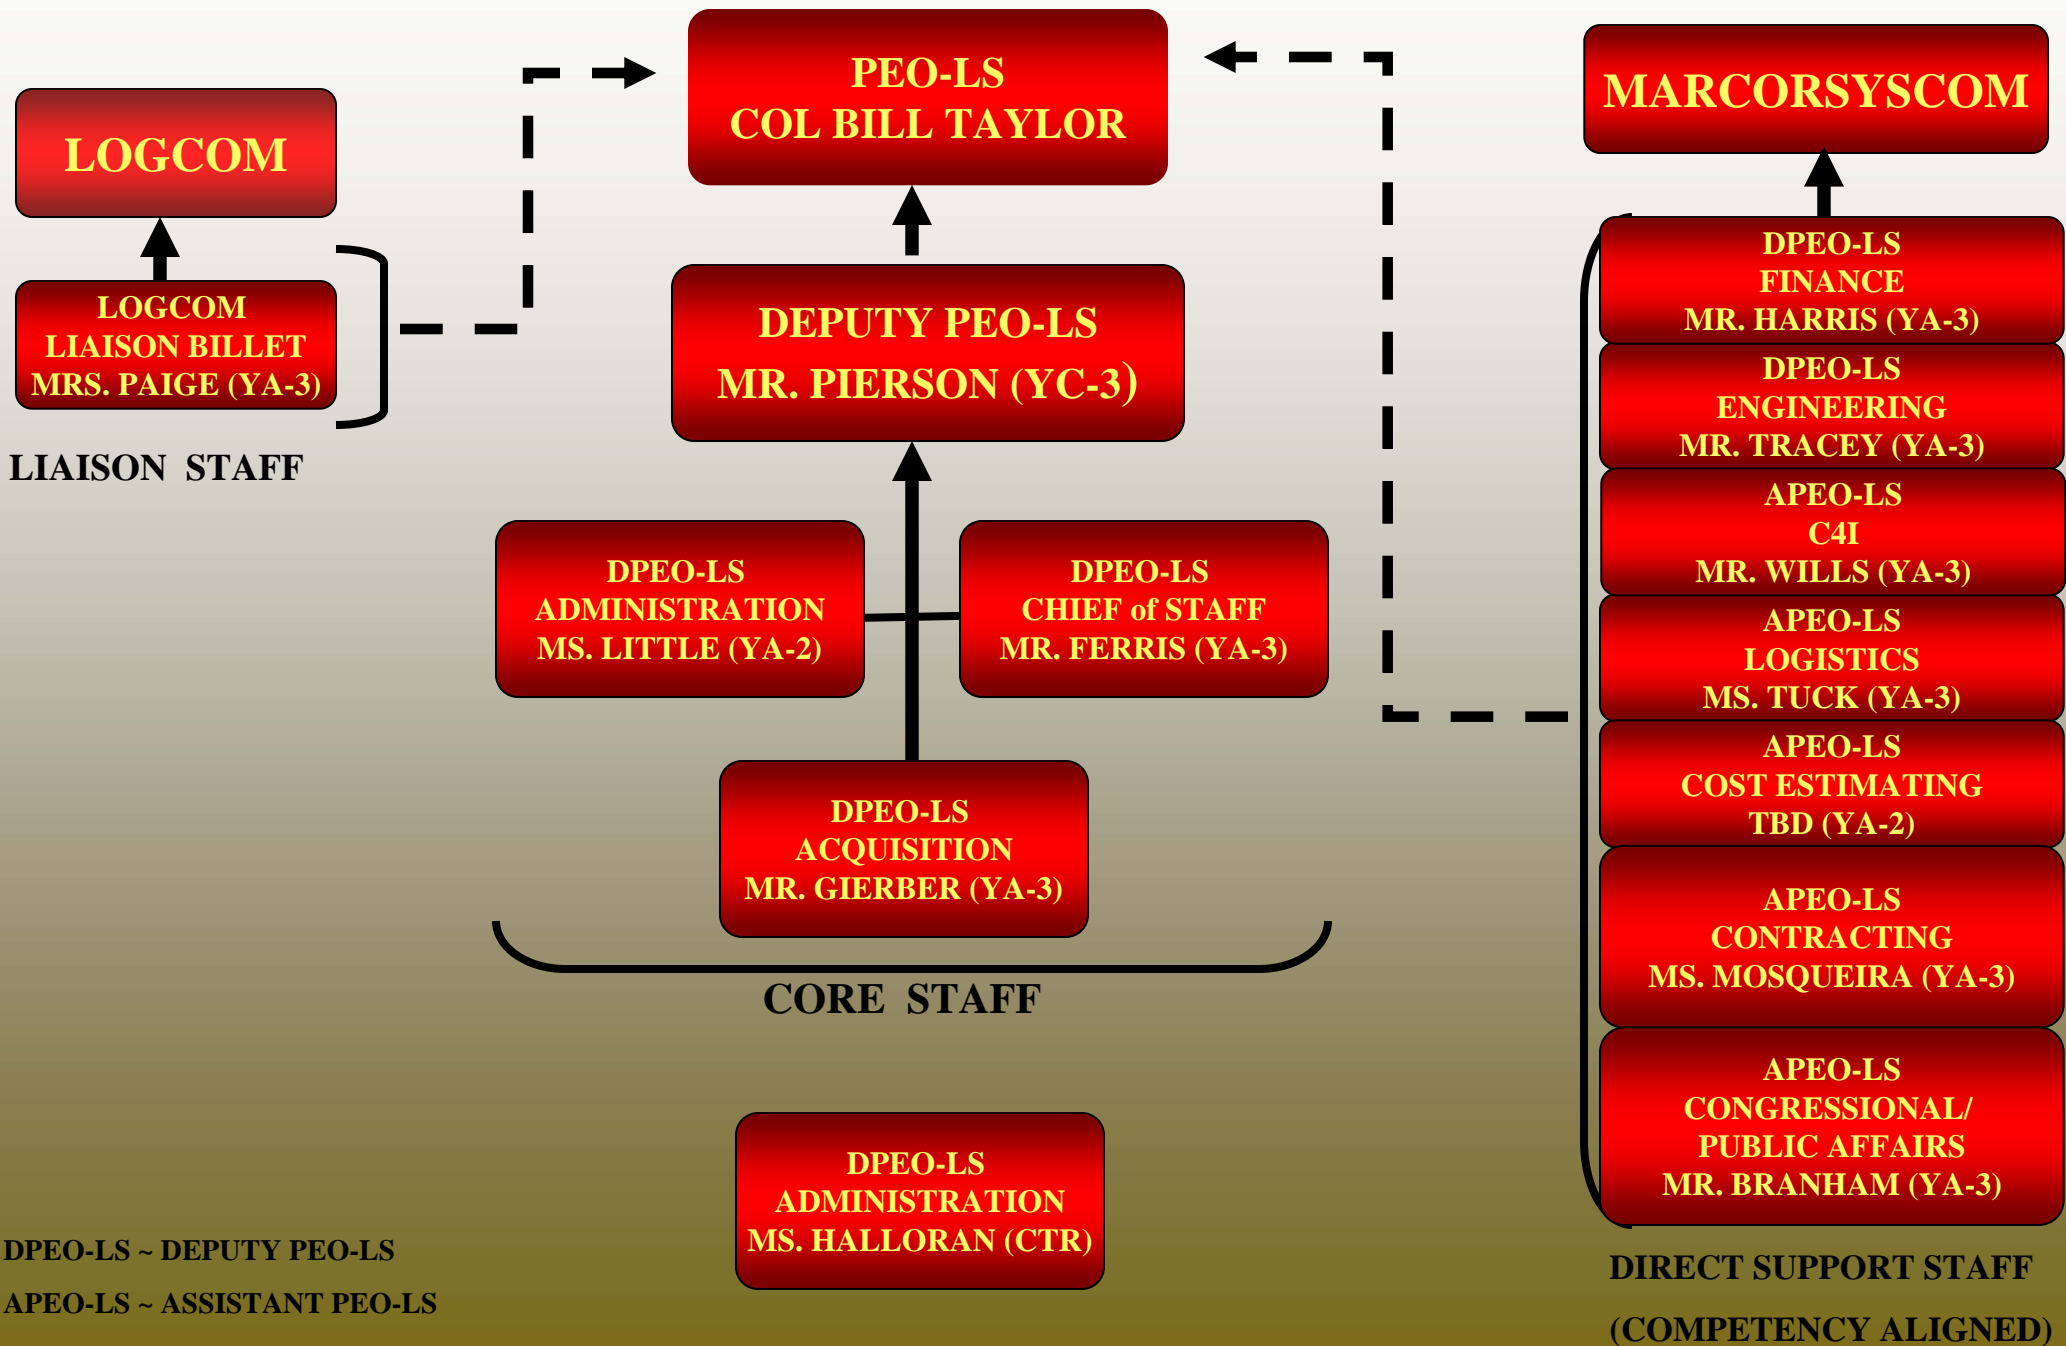 LOGCOM
LOGCOM
LIAISON BILLET
MRS. PAIGE (YA-3)
LIAISON STAFF
PEO-LS
COL BILL TAYLOR
DEPUTY PEO-LS
MR. PIERSON (YC-3)
DPEO-LS
ADMINISTRATION
MS. LITTLE (YA-2)
DPEO-LS
CHIEF of STAFF
MR. FERRIS (YA-3)
DPEO-LS
ACQUISITION
MR. GIERBER (YA-3)
CORE STAFF
DPEO-LS
ADMINISTRATION
MS. HALLORAN (CTR)
MARCORSYSCOM
DPEO-LS
FINANCE
MR. HARRIS (YA-3)
DPEO-LS
ENGINEERING
MR. TRACEY (YA-3)
APEO-LS
C4I
MR. WILLS (YA-3)
APEO-LS
LOGISTICS
MS. TUCK (YA-3)
APEO-LS
COST ESTIMATING
TBD (YA-2)
APEO-LS
CONTRACTING
MS. MOSQUEIRA (YA-3)
APEO-LS
CONGRESSIONAL/
PUBLIC AFFAIRS
MR. BRANHAM (YA-3)
DIRECT SUPPORT STAFF
(COMPETENCY ALIGNED)
DPEO-LS ~ DEPUTY PEO-LS
APEO-LS ~ ASSISTANT PEO-LS